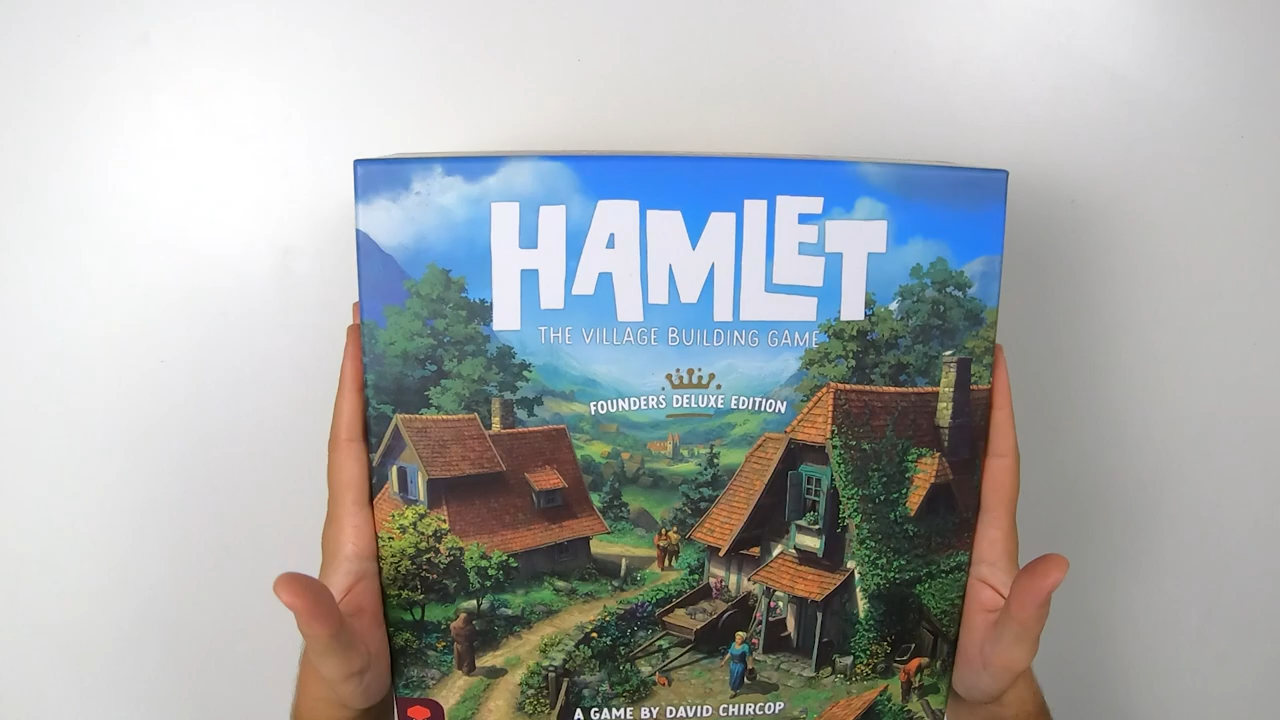 HAMLET
THE VILLAGE BUILDING GAME
FOUNDERS DELUXE EDITION
A GAME BY DAVID CHIRCOP